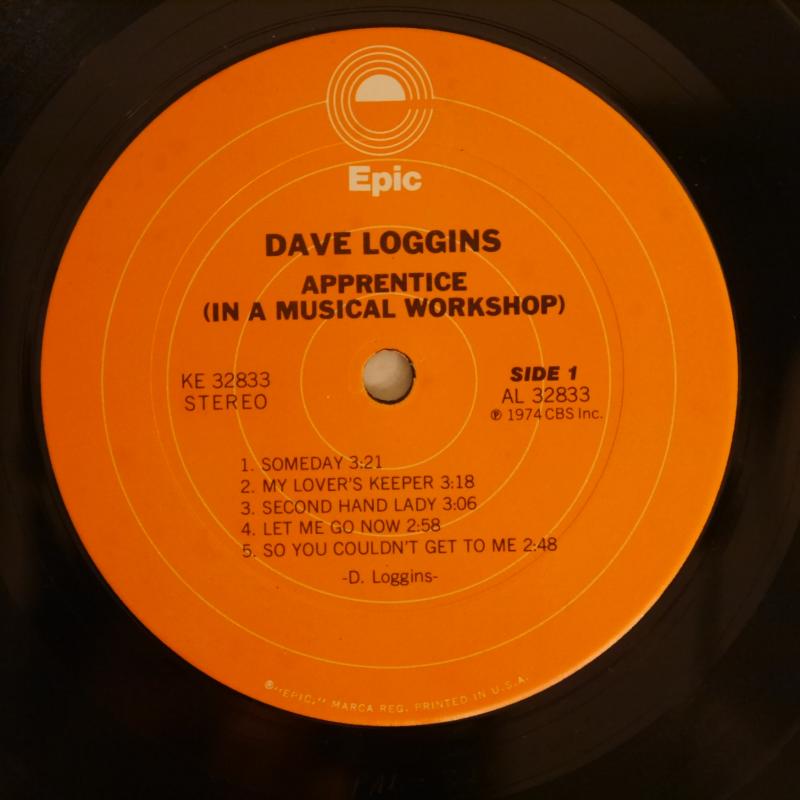 Epic
DAVE LOGGINS
APPRENTICE
(IN A MUSICAL WORKSHOP)
KE 32833
STEREO
SIDE 1
AL 32833
℗ 1974 CBS Inc.
1. SOMEDAY 3:21
2. MY LOVER'S KEEPER 3:18
3. SECOND HAND LADY 3:06
4. LET ME GO NOW 2:58
5. SO YOU COULDN'T GET TO ME 2:48
-D. Loggins-
®"EPIC," MARCA REG. PRINTED IN U.S.A.